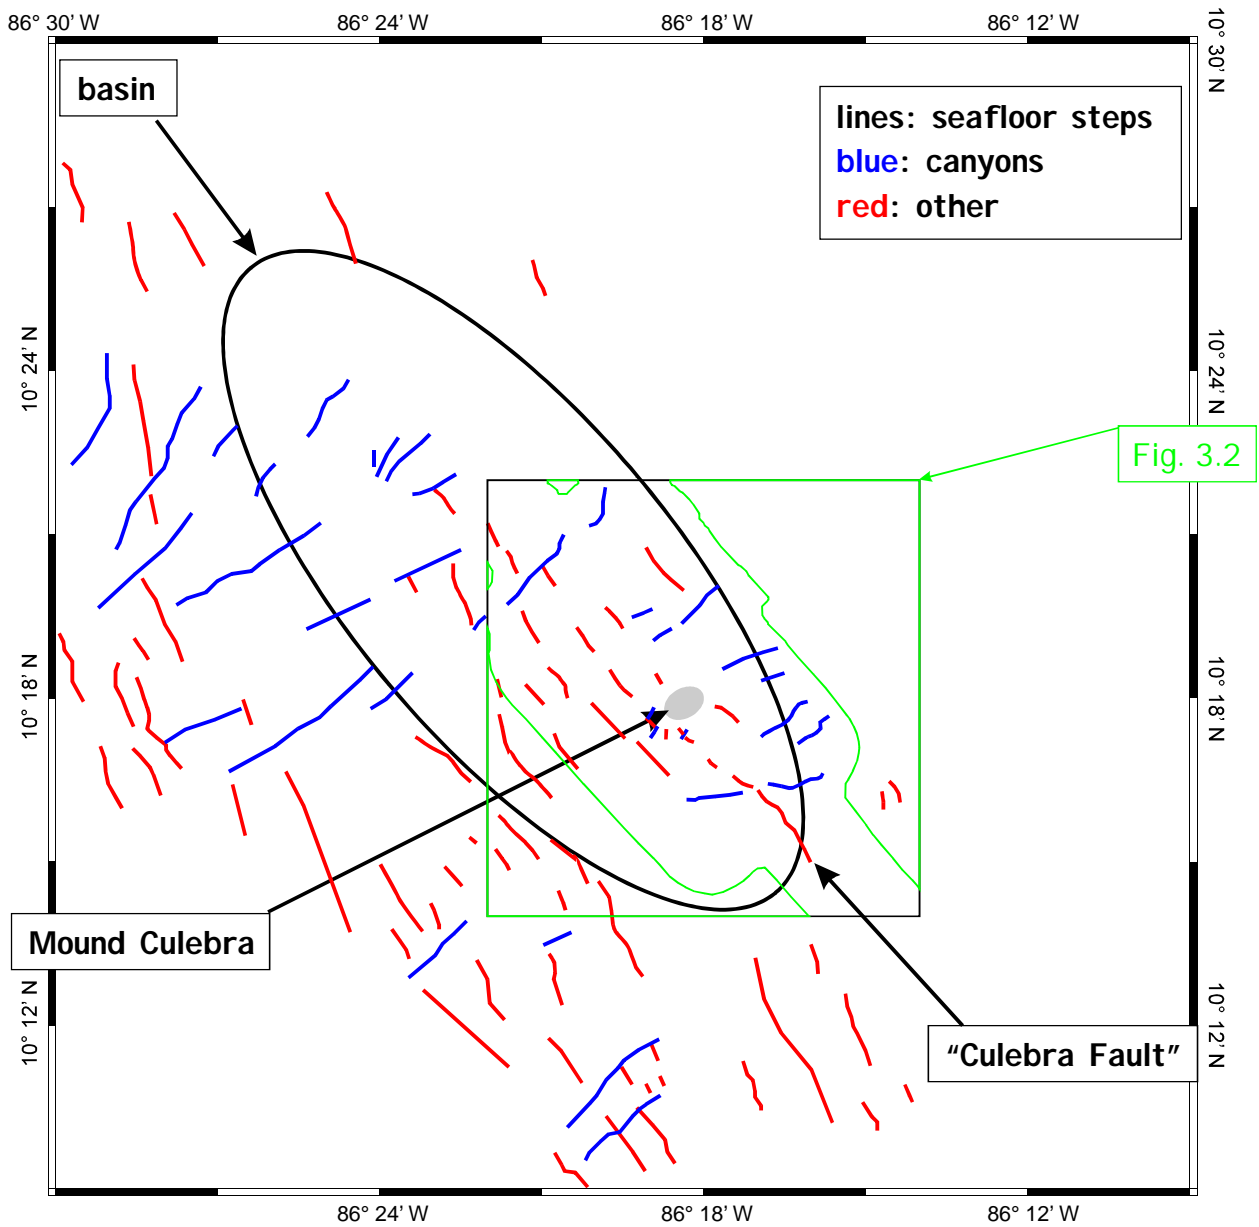 86° 30' W
86° 24' W
86° 18' W
86° 12' W
10° 30' N
basin
lines: seafloor steps
blue: canyons
red: other
10° 24' N
10° 24' N
Fig. 3.2
10° 18' N
10° 18' N
Mound Culebra
10° 12' N
10° 12' N
“Culebra Fault”
86° 24' W
86° 18' W
86° 12' W